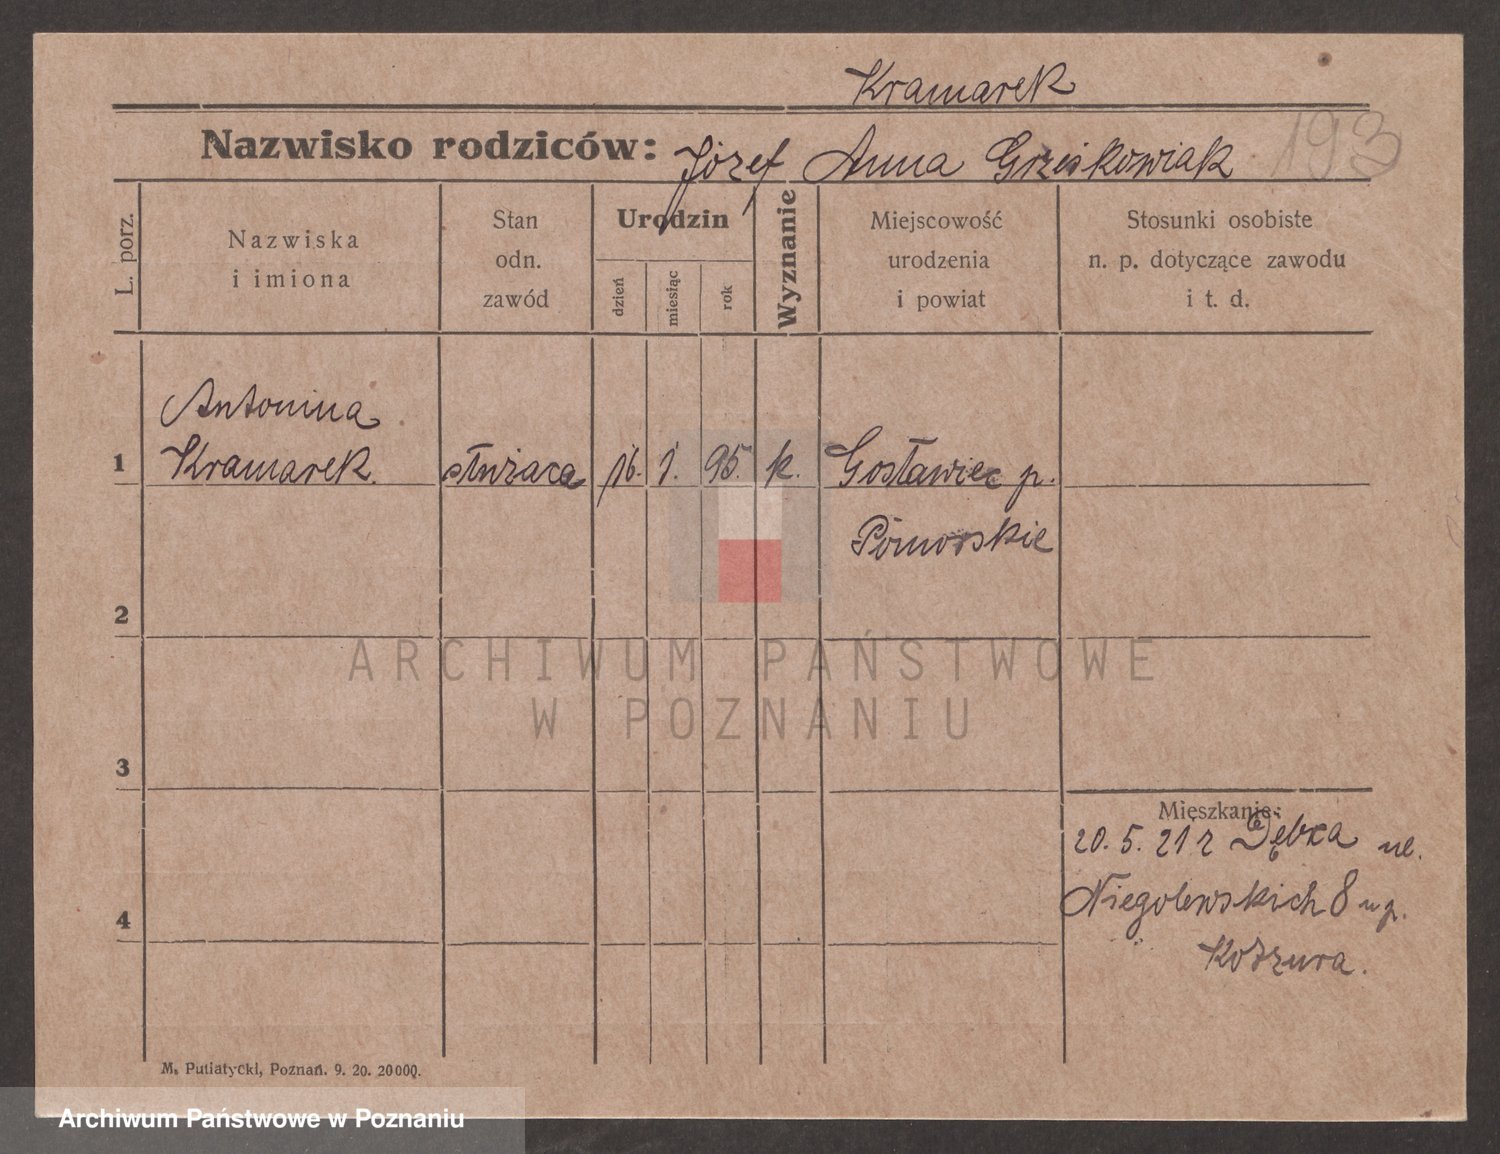 Kramarek
Nazwisko rodziców: Józef Anna Grześkowiak 193
L. porz.
Nazwiska
i imiona
Stan
odn.
zawód
Urodzin
dzień
miesiąc
rok
Wyznanie
Miejscowość
urodzenia
i powiat
Stosunki osobiste
n. p. dotyczące zawodu
i t. d.
Antonina
1 Kramarek. służąca 16. 1. 95. k. Gosławiec p.
Pomorskie
2
ARCHIWUM PAŃSTWOWE
W POZNANIU
3
Mieszkanie:
20. 5. 21 r Dębca ul.
Niegolewskich 8 u p.
4
Kotzura.
M. Putiatycki, Poznań. 9. 20. 20000.
Archiwum Państwowe w Poznaniu